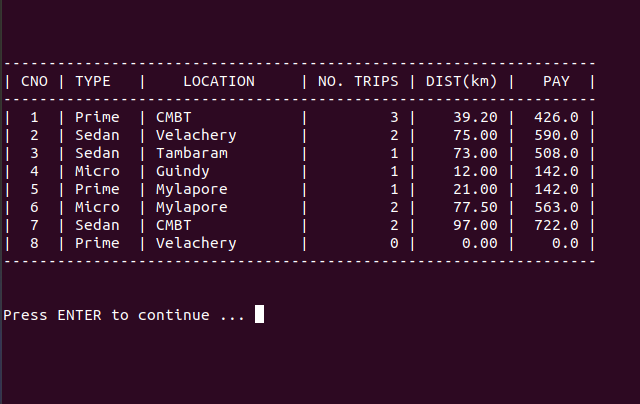 ------------------------------------------------------------------
| CNO | TYPE   |    LOCATION     | NO. TRIPS | DIST(km) |   PAY  |
------------------------------------------------------------------
|  1  | Prime  | CMBT            |         3 |    39.20 |  426.0 |
|  2  | Sedan  | Velachery       |         2 |    75.00 |  590.0 |
|  3  | Sedan  | Tambaram        |         1 |    73.00 |  508.0 |
|  4  | Micro  | Guindy          |         1 |    12.00 |  142.0 |
|  5  | Prime  | Mylapore        |         1 |    21.00 |  142.0 |
|  6  | Micro  | Mylapore        |         2 |    77.50 |  563.0 |
|  7  | Sedan  | CMBT            |         2 |    97.00 |  722.0 |
|  8  | Prime  | Velachery       |         0 |     0.00 |    0.0 |
------------------------------------------------------------------
Press ENTER to continue ...